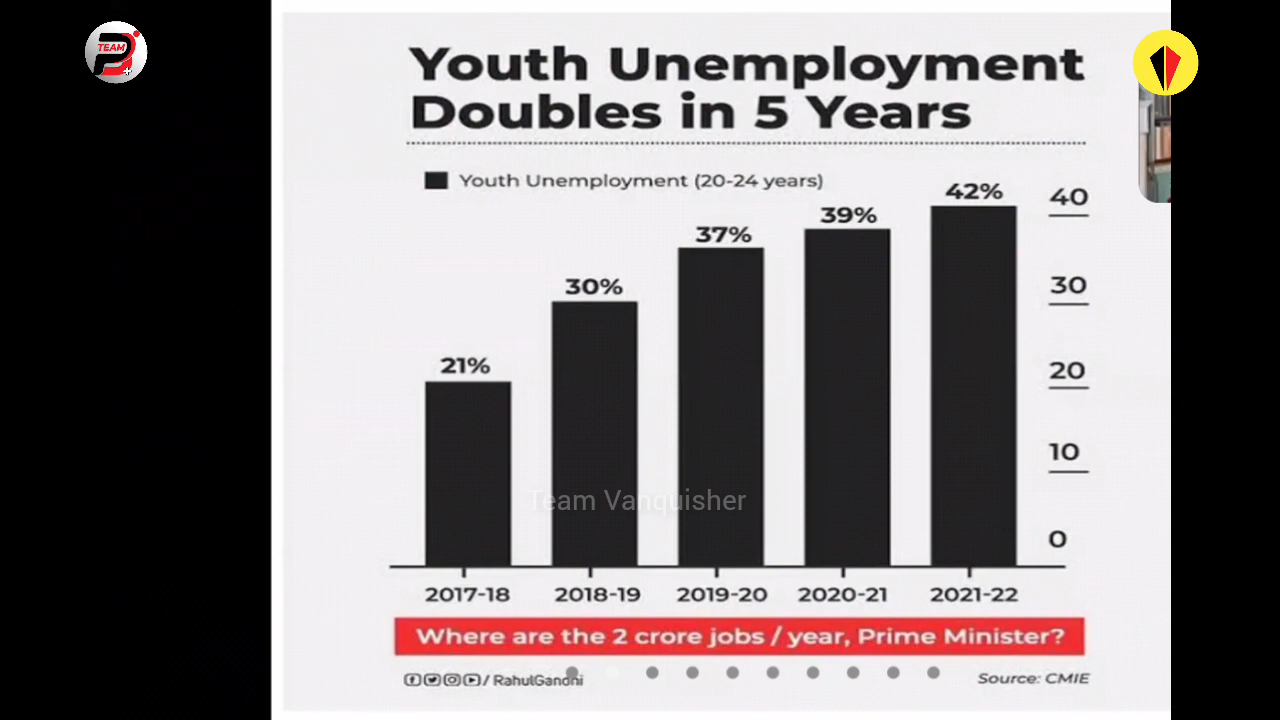 TEAM
Youth Unemployment
Doubles in 5 Years
Youth Unemployment (20-24 years)
21%
30%
37%
39%
42%
40
30
20
10
0
Team Vanquisher
2017-18
2018-19
2019-20
2020-21
2021-22
Where are the 2 crore jobs / year, Prime Minister?
/ RahulGandhi
Source: CMIE